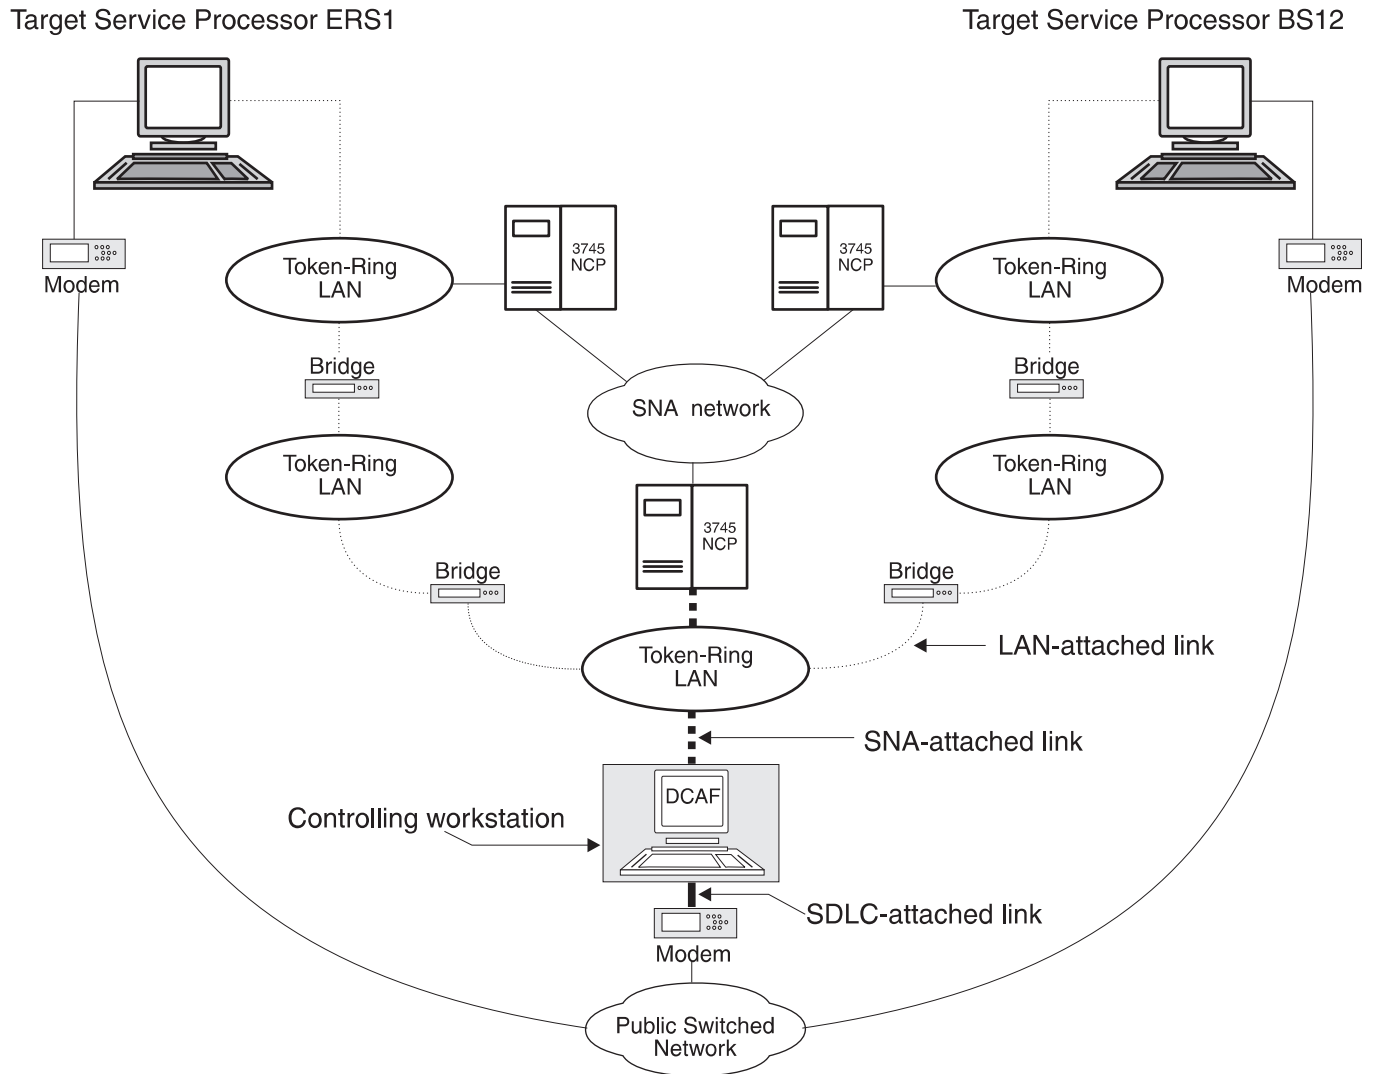 Target Service Processor ERS1
Target Service Processor BS12
Modem
Token-Ring
LAN
3745
NCP
3745
NCP
Token-Ring
LAN
Modem
Bridge
Bridge
SNA network
Token-Ring
LAN
Token-Ring
LAN
3745
NCP
Bridge
Bridge
Token-Ring
LAN
LAN-attached link
SNA-attached link
DCAF
Controlling workstation
SDLC-attached link
Modem
Public Switched
Network